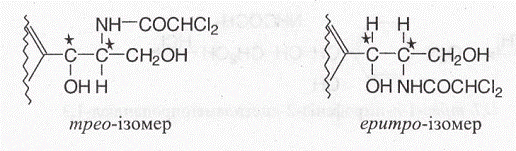 NH—COCHCl2 H H
★ ★ ★ ★
C—C—CH2OH C—C—CH2OH
OH H OH NHCOCHCl2
трео-ізомер еритро-ізомер